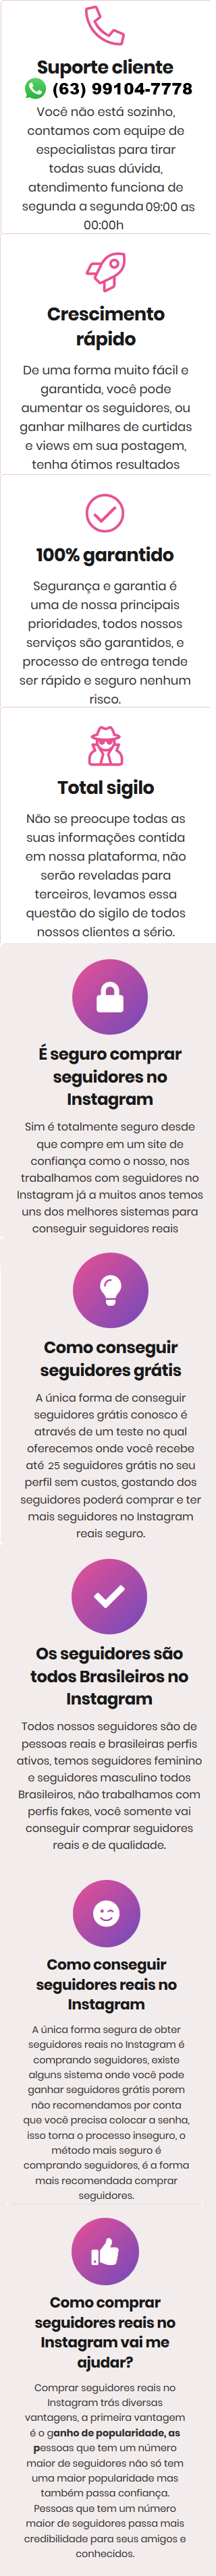 Suporte cliente
(63) 99104-7778
Você não está sozinho,
contamos com equipe de
especialistas para tirar
todas suas dúvida,
atendimento funciona de
segunda a segunda 09:00 as
00:00h
Crescimento
rápido
De uma forma muito fácil e
garantida, você pode
aumentar os seguidores, ou
ganhar milhares de curtidas
e views em sua postagem,
tenha ótimos resultados
100% garantido
Segurança e garantia é
uma de nossa principais
prioridades, todos nossos
serviços são garantidos, e
processo de entrega tende
ser rápido e seguro nenhum
risco.
Total sigilo
Não se preocupe todas as
suas informações contida
em nossa plataforma, não
serão reveladas para
terceiros, levamos essa
questão do sigilo de todos
nossos clientes a sério.
É seguro comprar
seguidores no
Instagram
Sim é totalmente seguro desde
que compre em um site de
confiança como o nosso, nos
trabalhamos com seguidores no
Instagram já a muitos anos temos
uns dos melhores sistemas para
conseguir seguidores reais
Como conseguir
seguidores grátis
A única forma de conseguir
seguidores grátis conosco é
através de um teste no qual
oferecemos onde você recebe
até 25 seguidores grátis no seu
perfil sem custos, gostando dos
seguidores poderá comprar e ter
mais seguidores no Instagram
reais seguro.
Os seguidores são
todos Brasileiros no
Instagram
Todos nossos seguidores são de
pessoas reais e brasileiras perfis
ativos, temos seguidores feminino
e seguidores masculino todos
Brasileiros, não trabalhamos com
perfis fakes, você somente vai
conseguir comprar seguidores
reais e de qualidade.
Como conseguir
seguidores reais no
Instagram
A única forma segura de obter
seguidores reais no Instagram é
comprando seguidores, existe
alguns sistema onde você pode
ganhar seguidores grátis porem
não recomendamos por conta
que você precisa colocar a senha,
isso torna o processo inseguro, o
método mais seguro é
comprando seguidores, é a forma
mais recomendada comprar
seguidores.
Como comprar
seguidores reais no
Instagram vai me
ajudar?
Comprar seguidores reais no
Instagram trás diversas
vantagens, a primeira vantagem
é o ganho de popularidade, as
pessoas que tem um número
maior de seguidores não só tem
uma maior popularidade mas
também passa confiança.
Pessoas que tem um número
maior de seguidores passa mais
credibilidade para seus amigos e
conhecidos.